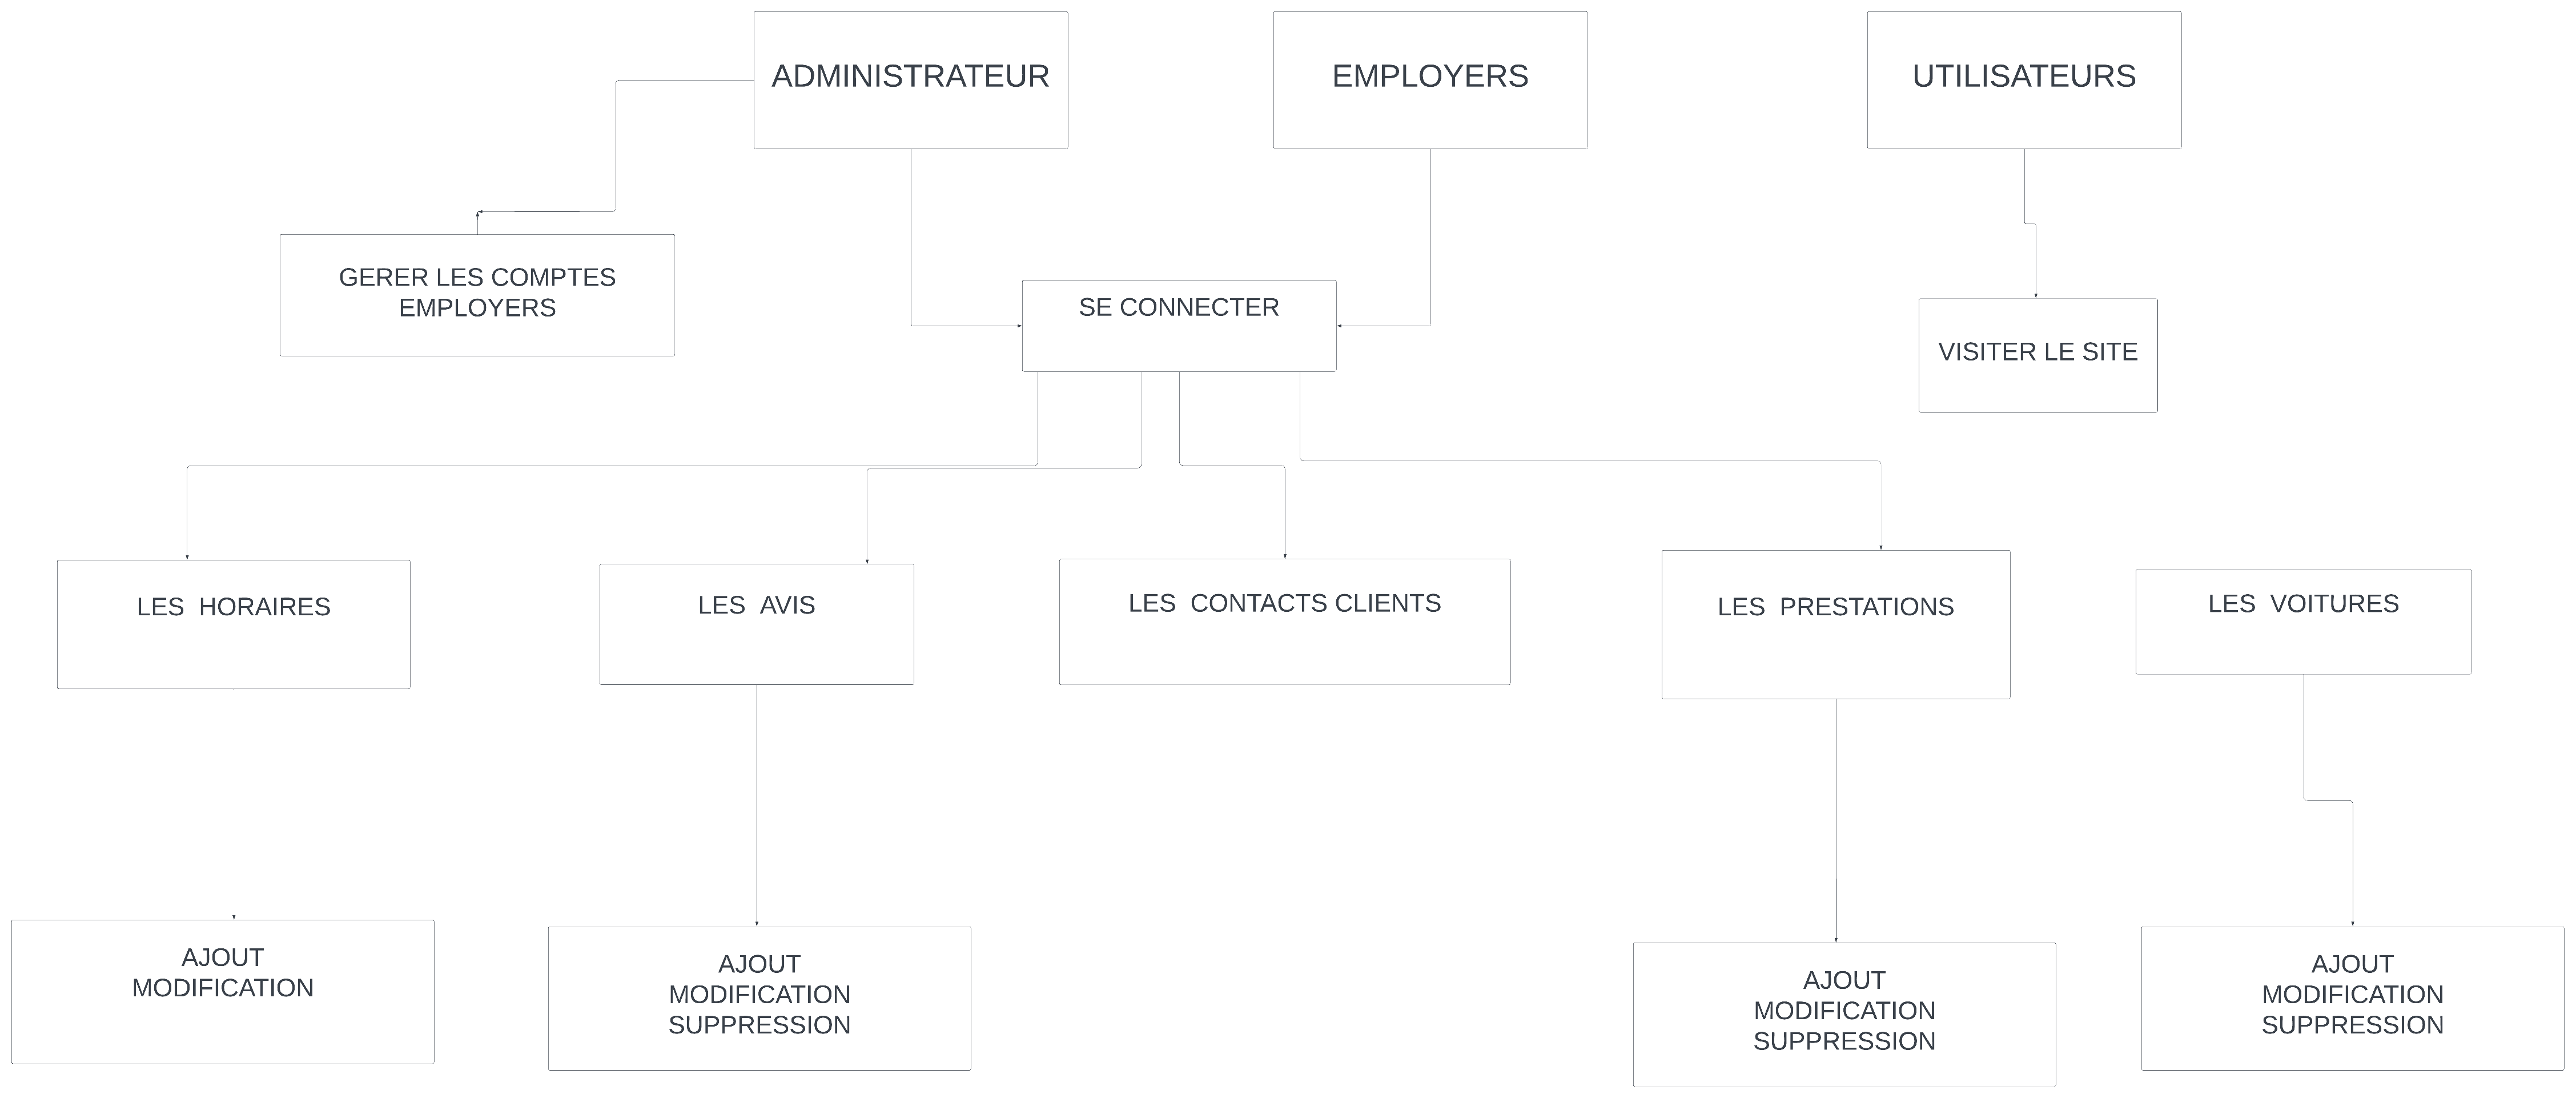 ADMINISTRATEUR
EMPLOYERS
UTILISATEURS
GERER LES COMPTES
EMPLOYERS
SE CONNECTER
VISITER LE SITE
LES  HORAIRES
LES  AVIS
LES  CONTACTS CLIENTS
LES  PRESTATIONS
LES  VOITURES
AJOUT
MODIFICATION
AJOUT
MODIFICATION
SUPPRESSION
AJOUT
MODIFICATION
SUPPRESSION
AJOUT
MODIFICATION
SUPPRESSION